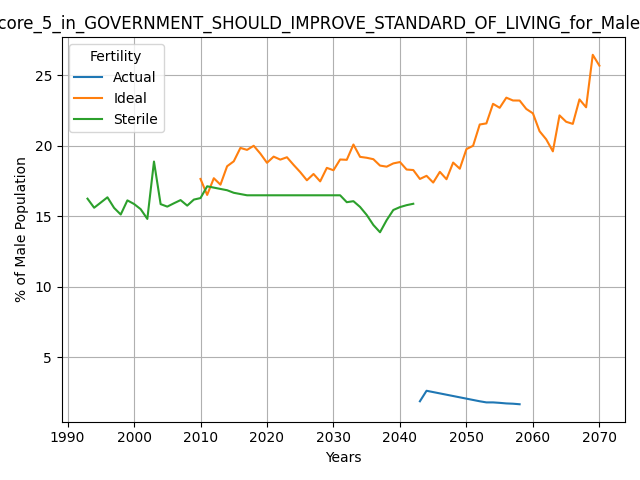 core_5_in_GOVERNMENT_SHOULD_IMPROVE_STANDARD_OF_LIVING_for_Male
Fertility
Actual
Ideal
Sterile
% of Male Population
25
20
15
10
5
1990 2000 2010 2020 2030 2040 2050 2060 2070
Years